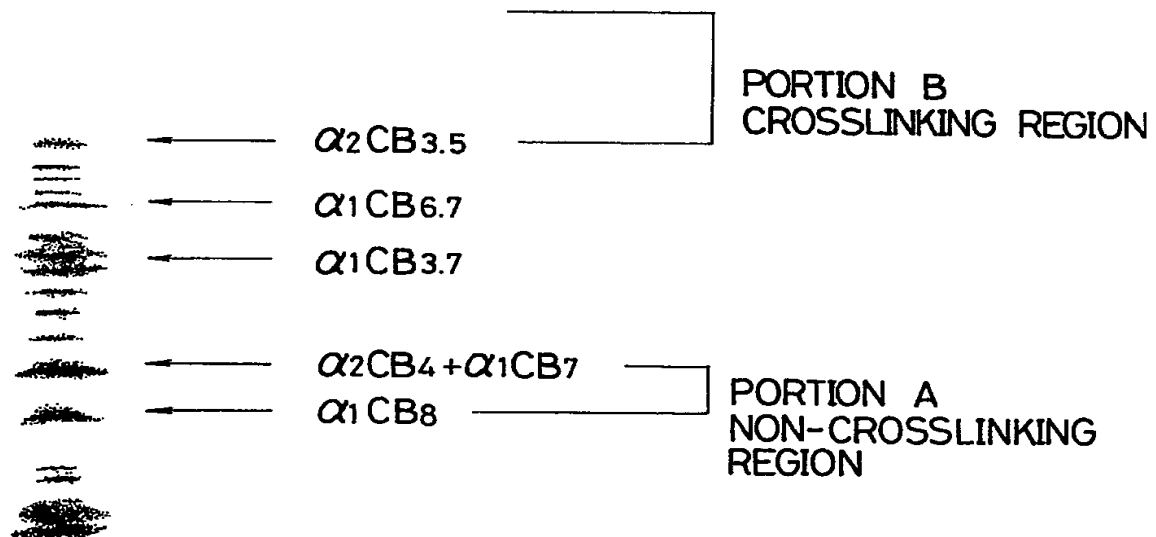 PORTION B
CROSSLINKING REGION
α2CB3.5
α1CB6.7
α1CB3.7
α2CB4+α1CB7
α1CB8
PORTION A
NON-CROSSLINKING
REGION